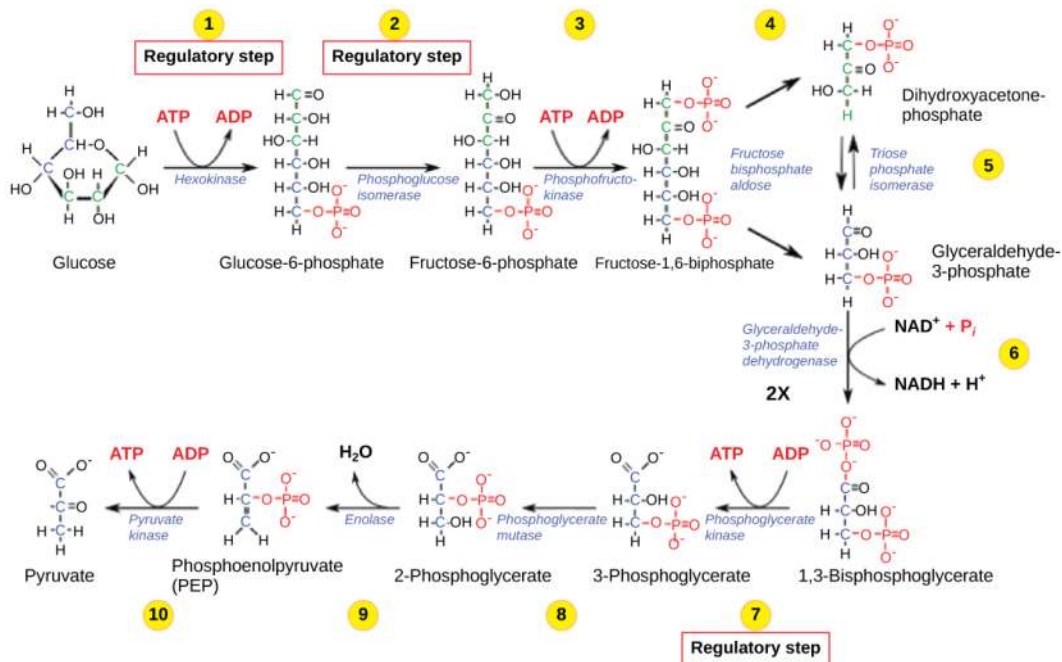 1
2
3
4
Regulatory step
Regulatory step
ATP
ADP
Hexokinase
Phosphoglucose
isomerase
ATP
ADP
Phosphofructo-
kinase
Fructose
bisphosphate
aldose
Dihydroxyacetone-
phosphate
Triose
phosphate
isomerase
5
Glucose
Glucose-6-phosphate
Fructose-6-phosphate
Fructose-1,6-biphosphate
Glyceraldehyde-
3-phosphate
Glyceraldehyde-
3-phosphate
dehydrogenase
NAD⁺ + Pᵢ
6
NADH + H⁺
2X
ATP
ADP
Pyruvate
kinase
H₂O
Enolase
Phosphoglycerate
mutase
ATP
ADP
Phosphoglycerate
kinase
Pyruvate
Phosphoenolpyruvate
(PEP)
2-Phosphoglycerate
3-Phosphoglycerate
1,3-Bisphosphoglycerate
10
9
8
7
Regulatory step